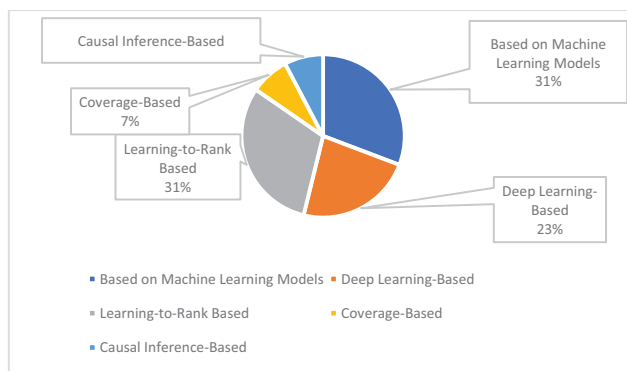 Causal Inference-Based
Based on Machine
Learning Models
31%
Coverage-Based
7%
Learning-to-Rank
Based
31%
Deep Learning-
Based
23%
Based on Machine Learning Models
Deep Learning-Based
Learning-to-Rank Based
Coverage-Based
Causal Inference-Based